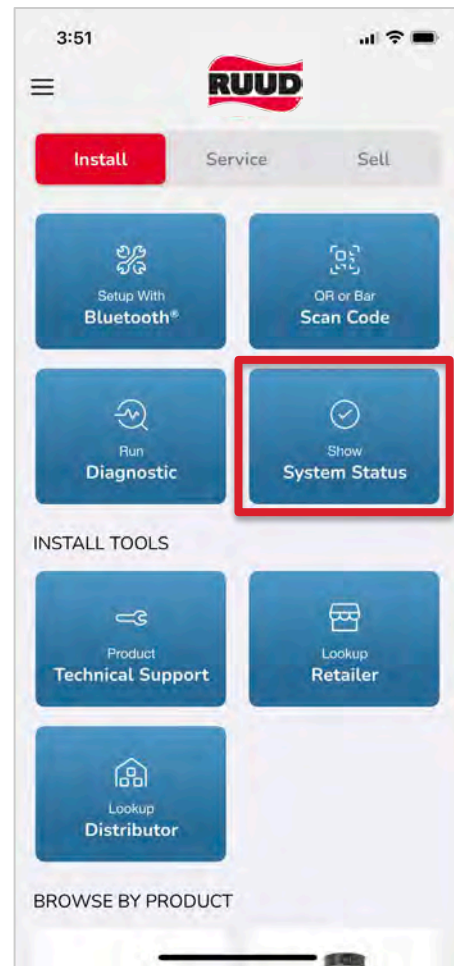 3:51
RUUD
Install Service Sell
Setup With
Bluetooth®
QR or Bar
Scan Code
Run
Diagnostic
Show
System Status
INSTALL TOOLS
Product
Technical Support
Lookup
Retailer
Lookup
Distributor
BROWSE BY PRODUCT